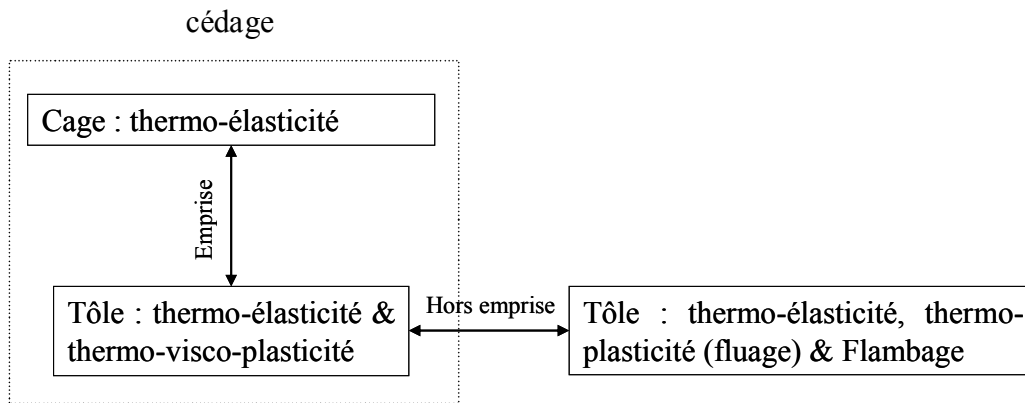 cédage
Cage : thermo-élasticité
Emprise
Tôle : thermo-élasticité &
thermo-visco-plasticité
Hors emprise
Tôle : thermo-élasticité, thermo-
plasticité (fluage) & Flambage